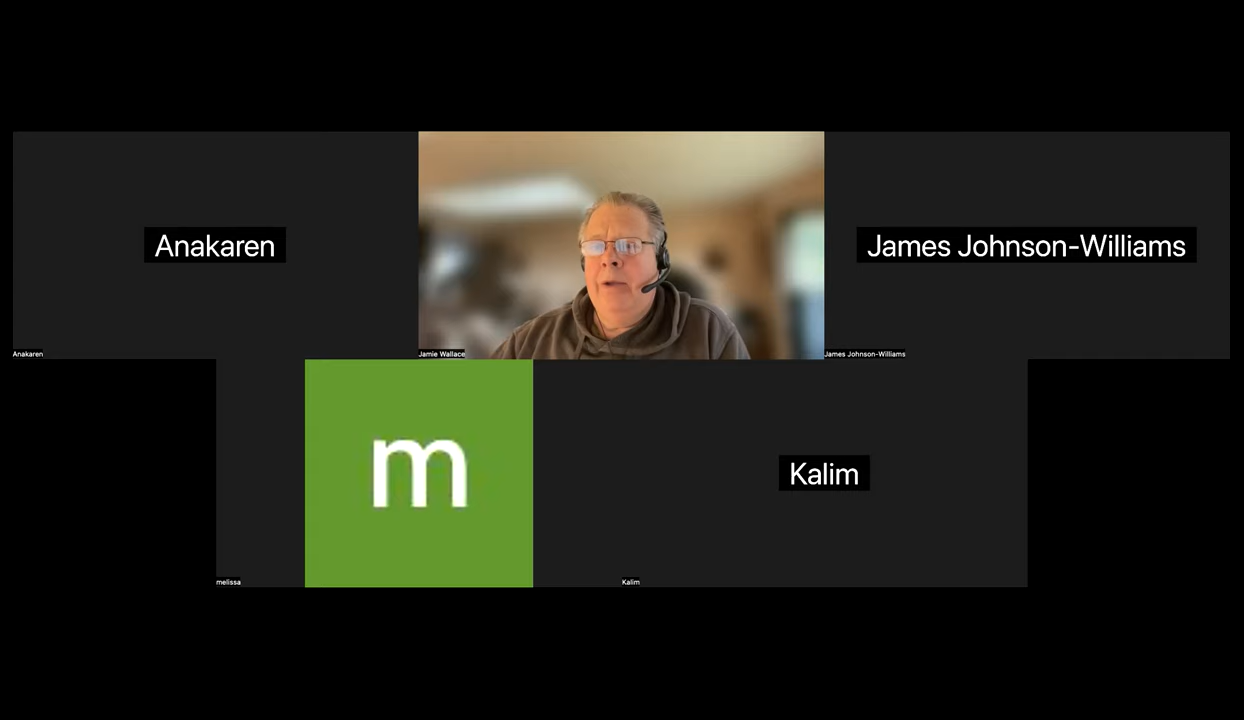 Anakaren
James Johnson-Williams
Anakaren
Jamie Wallace
James Johnson-Williams
m
Kalim
melissa
Kalim